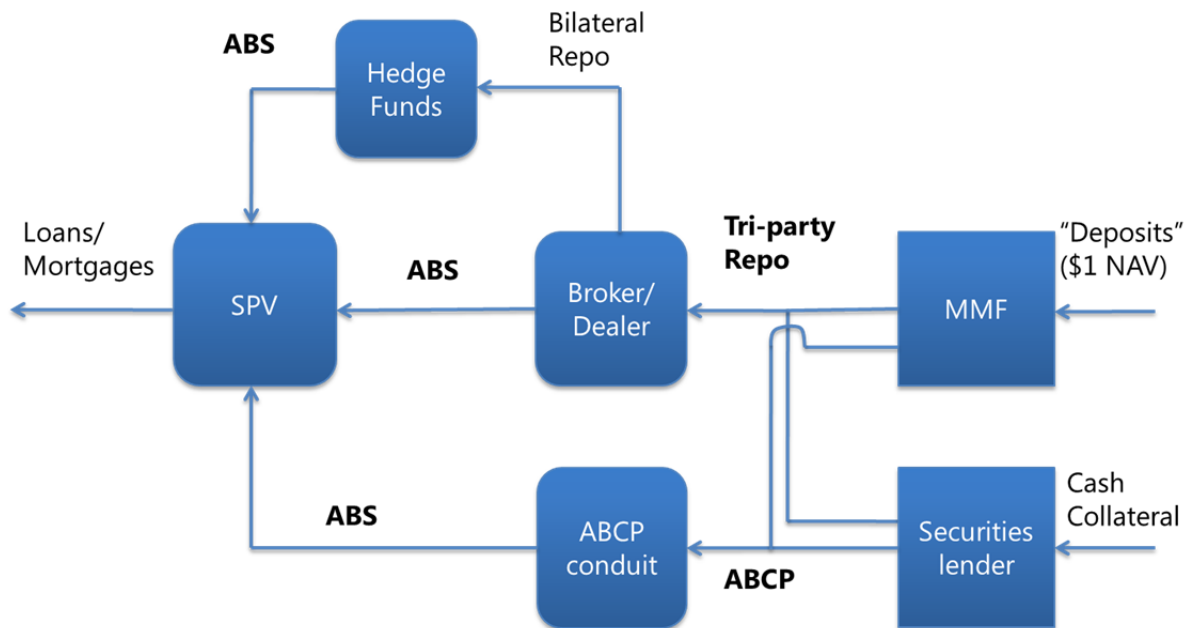 ABS
Hedge
Funds
Bilateral
Repo
Loans/
Mortgages
SPV
ABS
Broker/
Dealer
Tri-party
Repo
MMF
“Deposits”
($1 NAV)
ABS
ABCP
conduit
ABCP
Securities
lender
Cash
Collateral